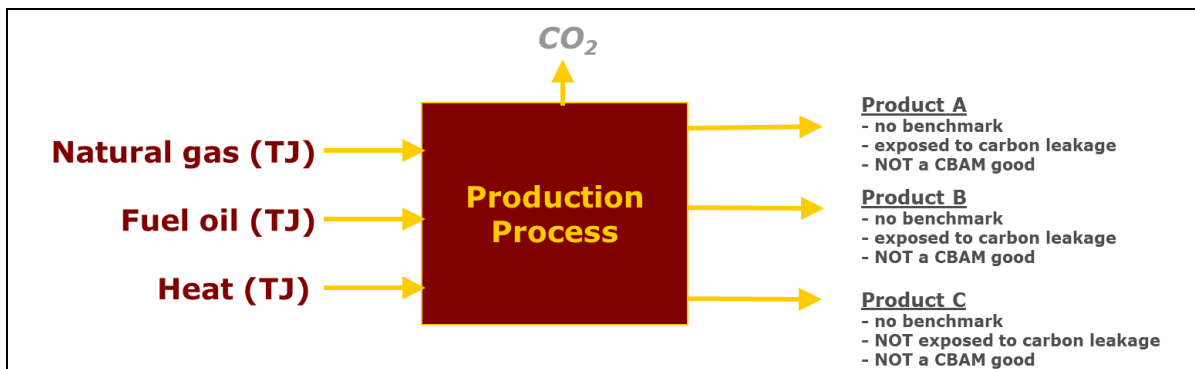 CO₂
Natural gas (TJ)
Fuel oil (TJ)
Heat (TJ)
Production
Process
Product A
- no benchmark
- exposed to carbon leakage
- NOT a CBAM good
Product B
- no benchmark
- exposed to carbon leakage
- NOT a CBAM good
Product C
- no benchmark
- NOT exposed to carbon leakage
- NOT a CBAM good